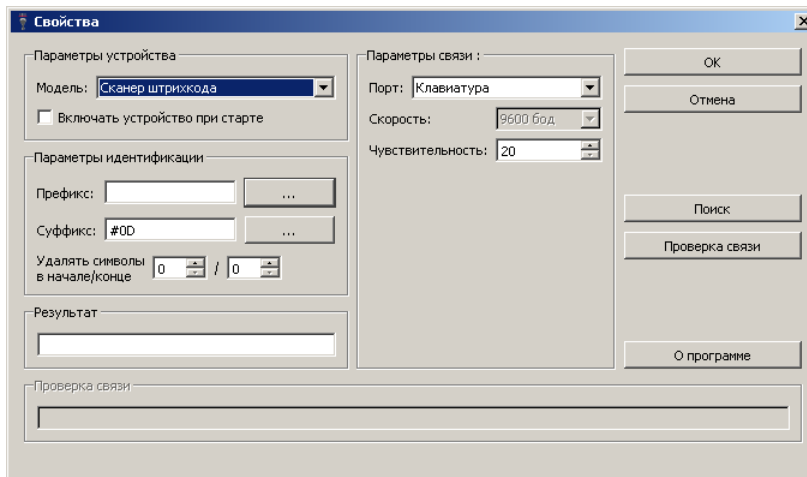 Свойства
Параметры устройства
Модель: Сканер штрихкода
Включать устройство при старте
Параметры идентификации
Префикс: ...
Суффикс: #0D ...
Удалять символы
в начале/конце 0 / 0
Результат
Параметры связи :
Порт: Клавиатура
Скорость: 9600 бод
Чувствительность: 20
OK
Отмена
Поиск
Проверка связи
О программе
Проверка связи